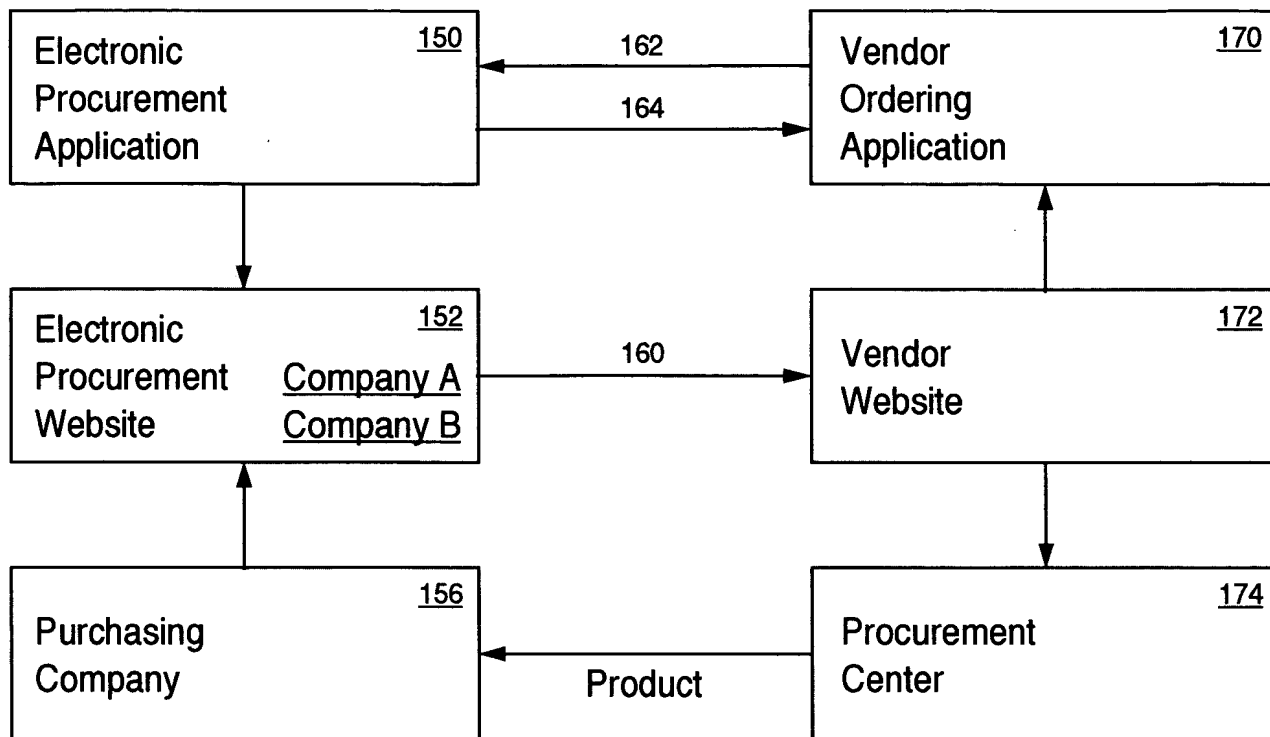 Electronic 150
Procurement
Application
162
164
Vendor 170
Ordering
Application
Electronic 152
Procurement Company A
Website Company B
160
Vendor 172
Website
Purchasing 156
Company
Product
Procurement 174
Center